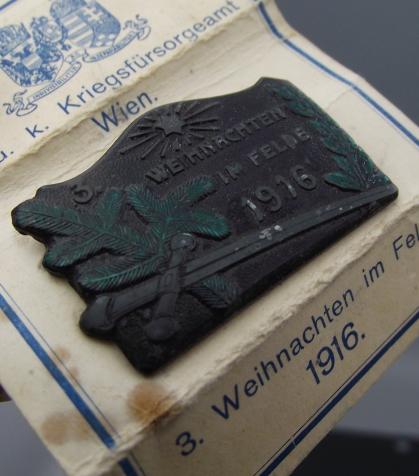 u. k. Kriegsfürsorgeamt
Wien.
3.
WEIHNACHTEN
IM FELDE
1916
3. Weihnachten im Fel
1916.